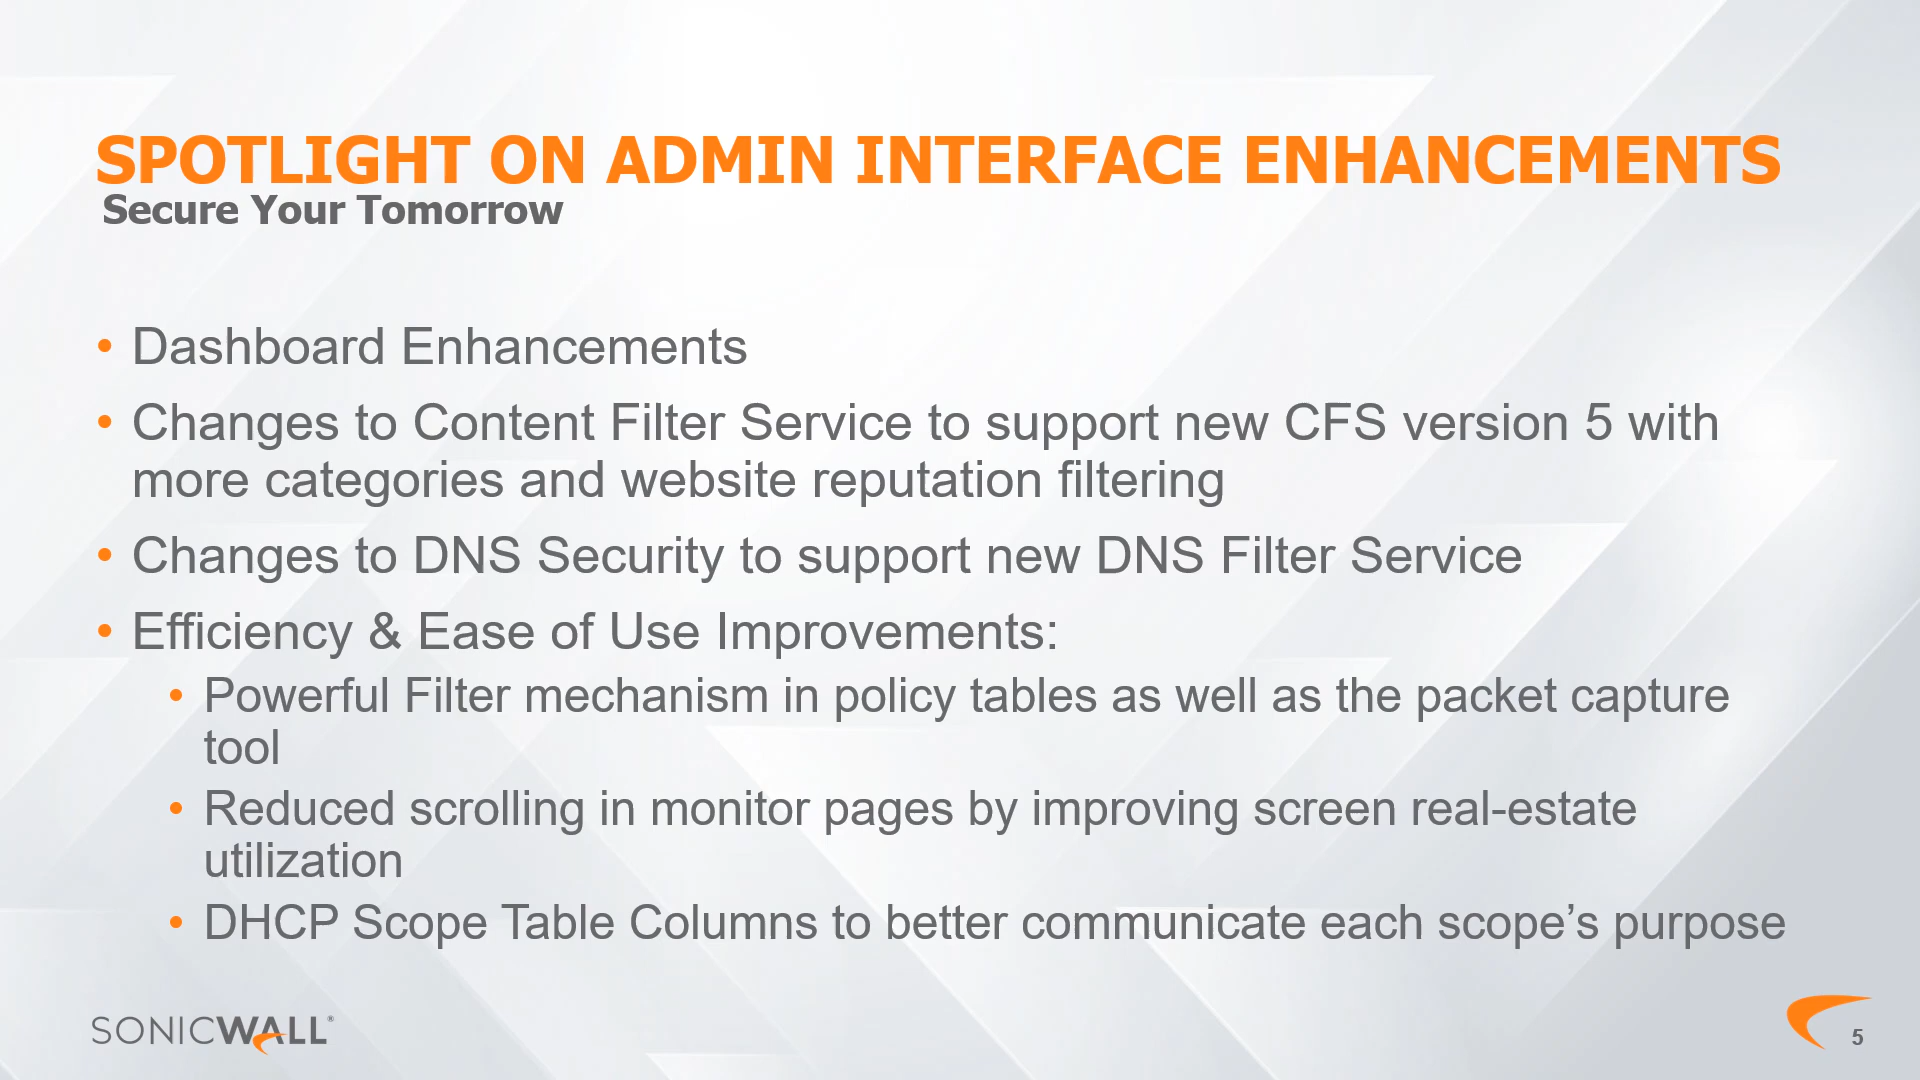 SPOTLIGHT ON ADMIN INTERFACE ENHANCEMENTS
Secure Your Tomorrow
• Dashboard Enhancements
• Changes to Content Filter Service to support new CFS version 5 with
more categories and website reputation filtering
• Changes to DNS Security to support new DNS Filter Service
• Efficiency & Ease of Use Improvements:
• Powerful Filter mechanism in policy tables as well as the packet capture
tool
• Reduced scrolling in monitor pages by improving screen real-estate
utilization
• DHCP Scope Table Columns to better communicate each scope’s purpose
SONICWALL®
5